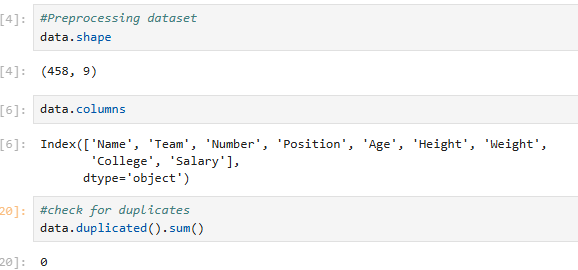 [4]: #Preprocessing dataset
data.shape
[4]: (458, 9)
[6]: data.columns
[6]: Index(['Name', 'Team', 'Number', 'Position', 'Age', 'Height', 'Weight',
'College', 'Salary'],
dtype='object')
20]: #check for duplicates
data.duplicated().sum()
20]: 0